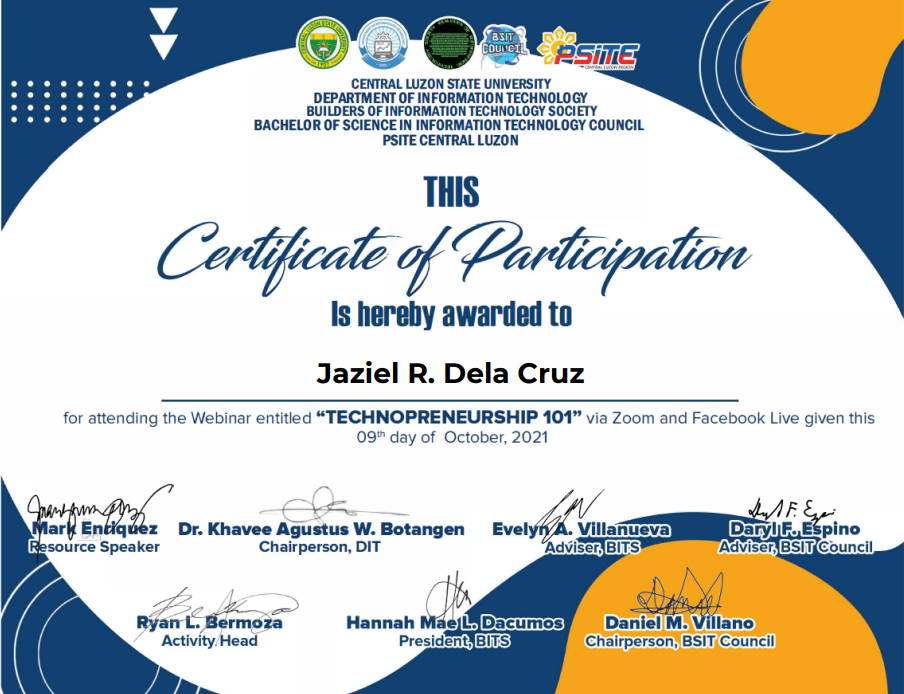 BSIT
COUNCIL
PSITE
CENTRAL LUZON REGION
CENTRAL LUZON STATE UNIVERSITY
DEPARTMENT OF INFORMATION TECHNOLOGY
BUILDERS OF INFORMATION TECHNOLOGY SOCIETY
BACHELOR OF SCIENCE IN INFORMATION TECHNOLOGY COUNCIL
PSITE CENTRAL LUZON
THIS
Certificate of Participation
Is hereby awarded to
Jaziel R. Dela Cruz
for attending the Webinar entitled “TECHNOPRENEURSHIP 101” via Zoom and Facebook Live given this
09th day of October, 2021
Mark Enriquez Dr. Khavee Agustus W. Botangen Evelyn A. Villanueva Daryl F. Espino
Resource Speaker Chairperson, DIT Adviser, BITS Adviser, BSIT Council
Ryan L. Bermoza Hannah Mae L. Dacumos Daniel M. Villano
Activity Head President, BITS Chairperson, BSIT Council